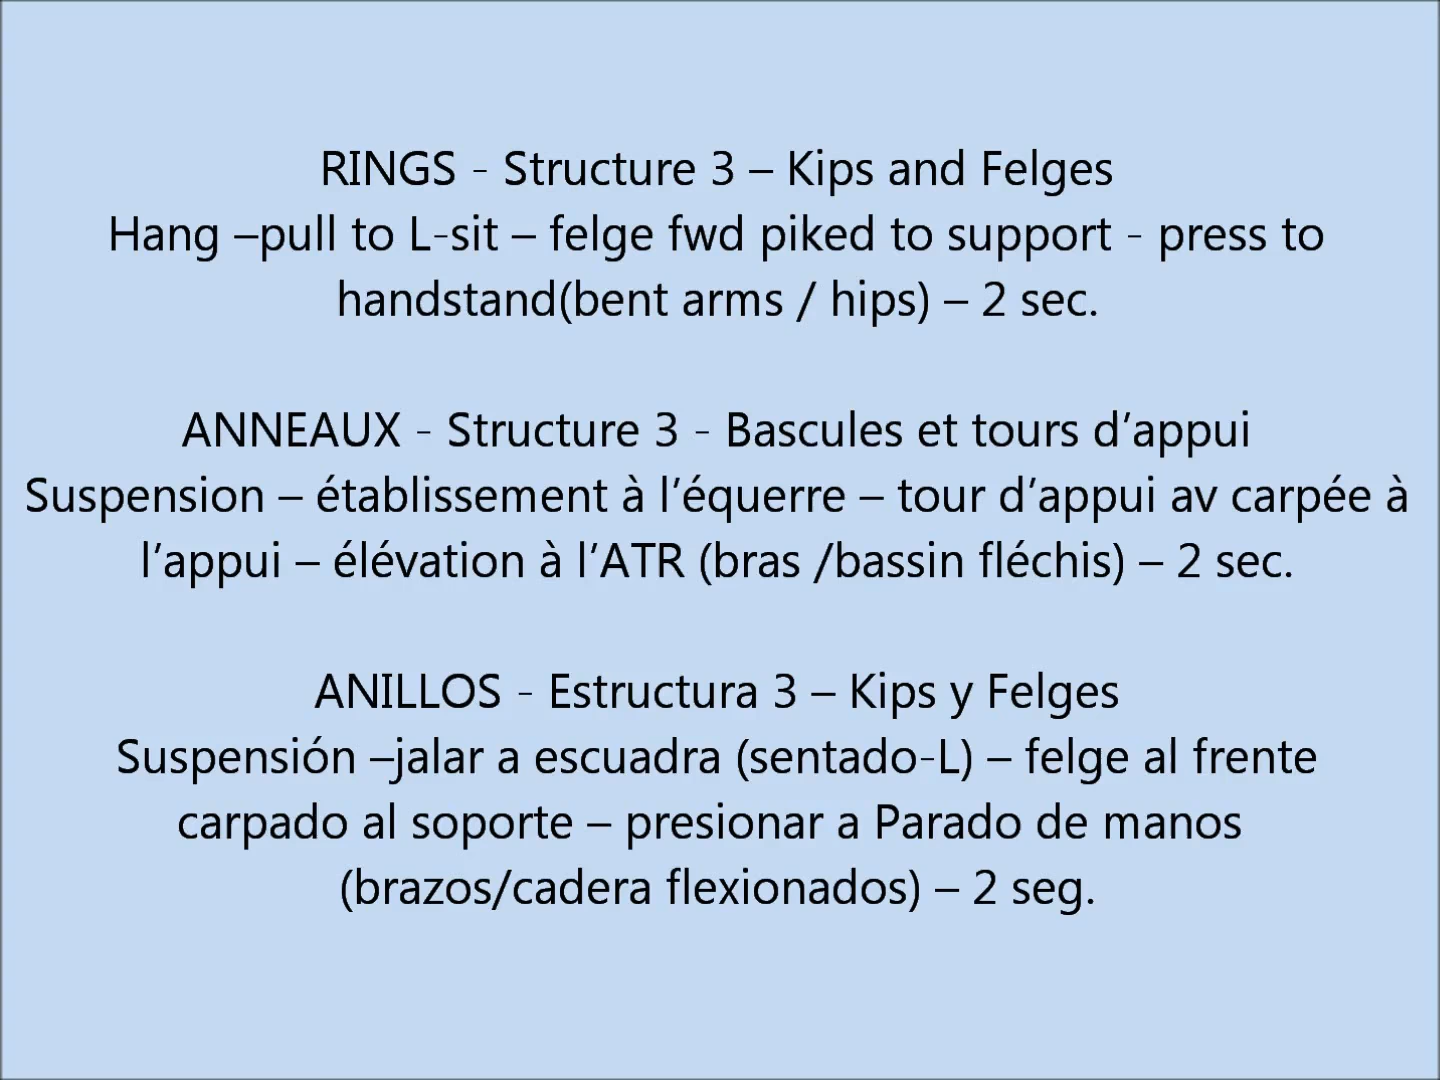 RINGS - Structure 3 – Kips and Felges
Hang –pull to L-sit – felge fwd piked to support - press to
handstand(bent arms / hips) – 2 sec.
ANNEAUX - Structure 3 - Bascules et tours d’appui
Suspension – établissement à l’équerre – tour d’appui av carpée à
l’appui – élévation à l’ATR (bras /bassin fléchis) – 2 sec.
ANILLOS - Estructura 3 – Kips y Felges
Suspensión –jalar a escuadra (sentado-L) – felge al frente
carpado al soporte – presionar a Parado de manos
(brazos/cadera flexionados) – 2 seg.